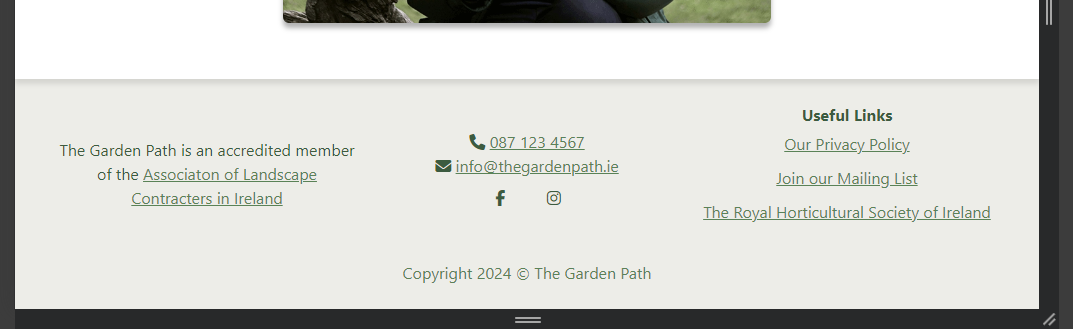 The Garden Path is an accredited member
of the Associaton of Landscape
Contracters in Ireland
087 123 4567
info@thegardenpath.ie
Useful Links
Our Privacy Policy
Join our Mailing List
The Royal Horticultural Society of Ireland
Copyright 2024 © The Garden Path